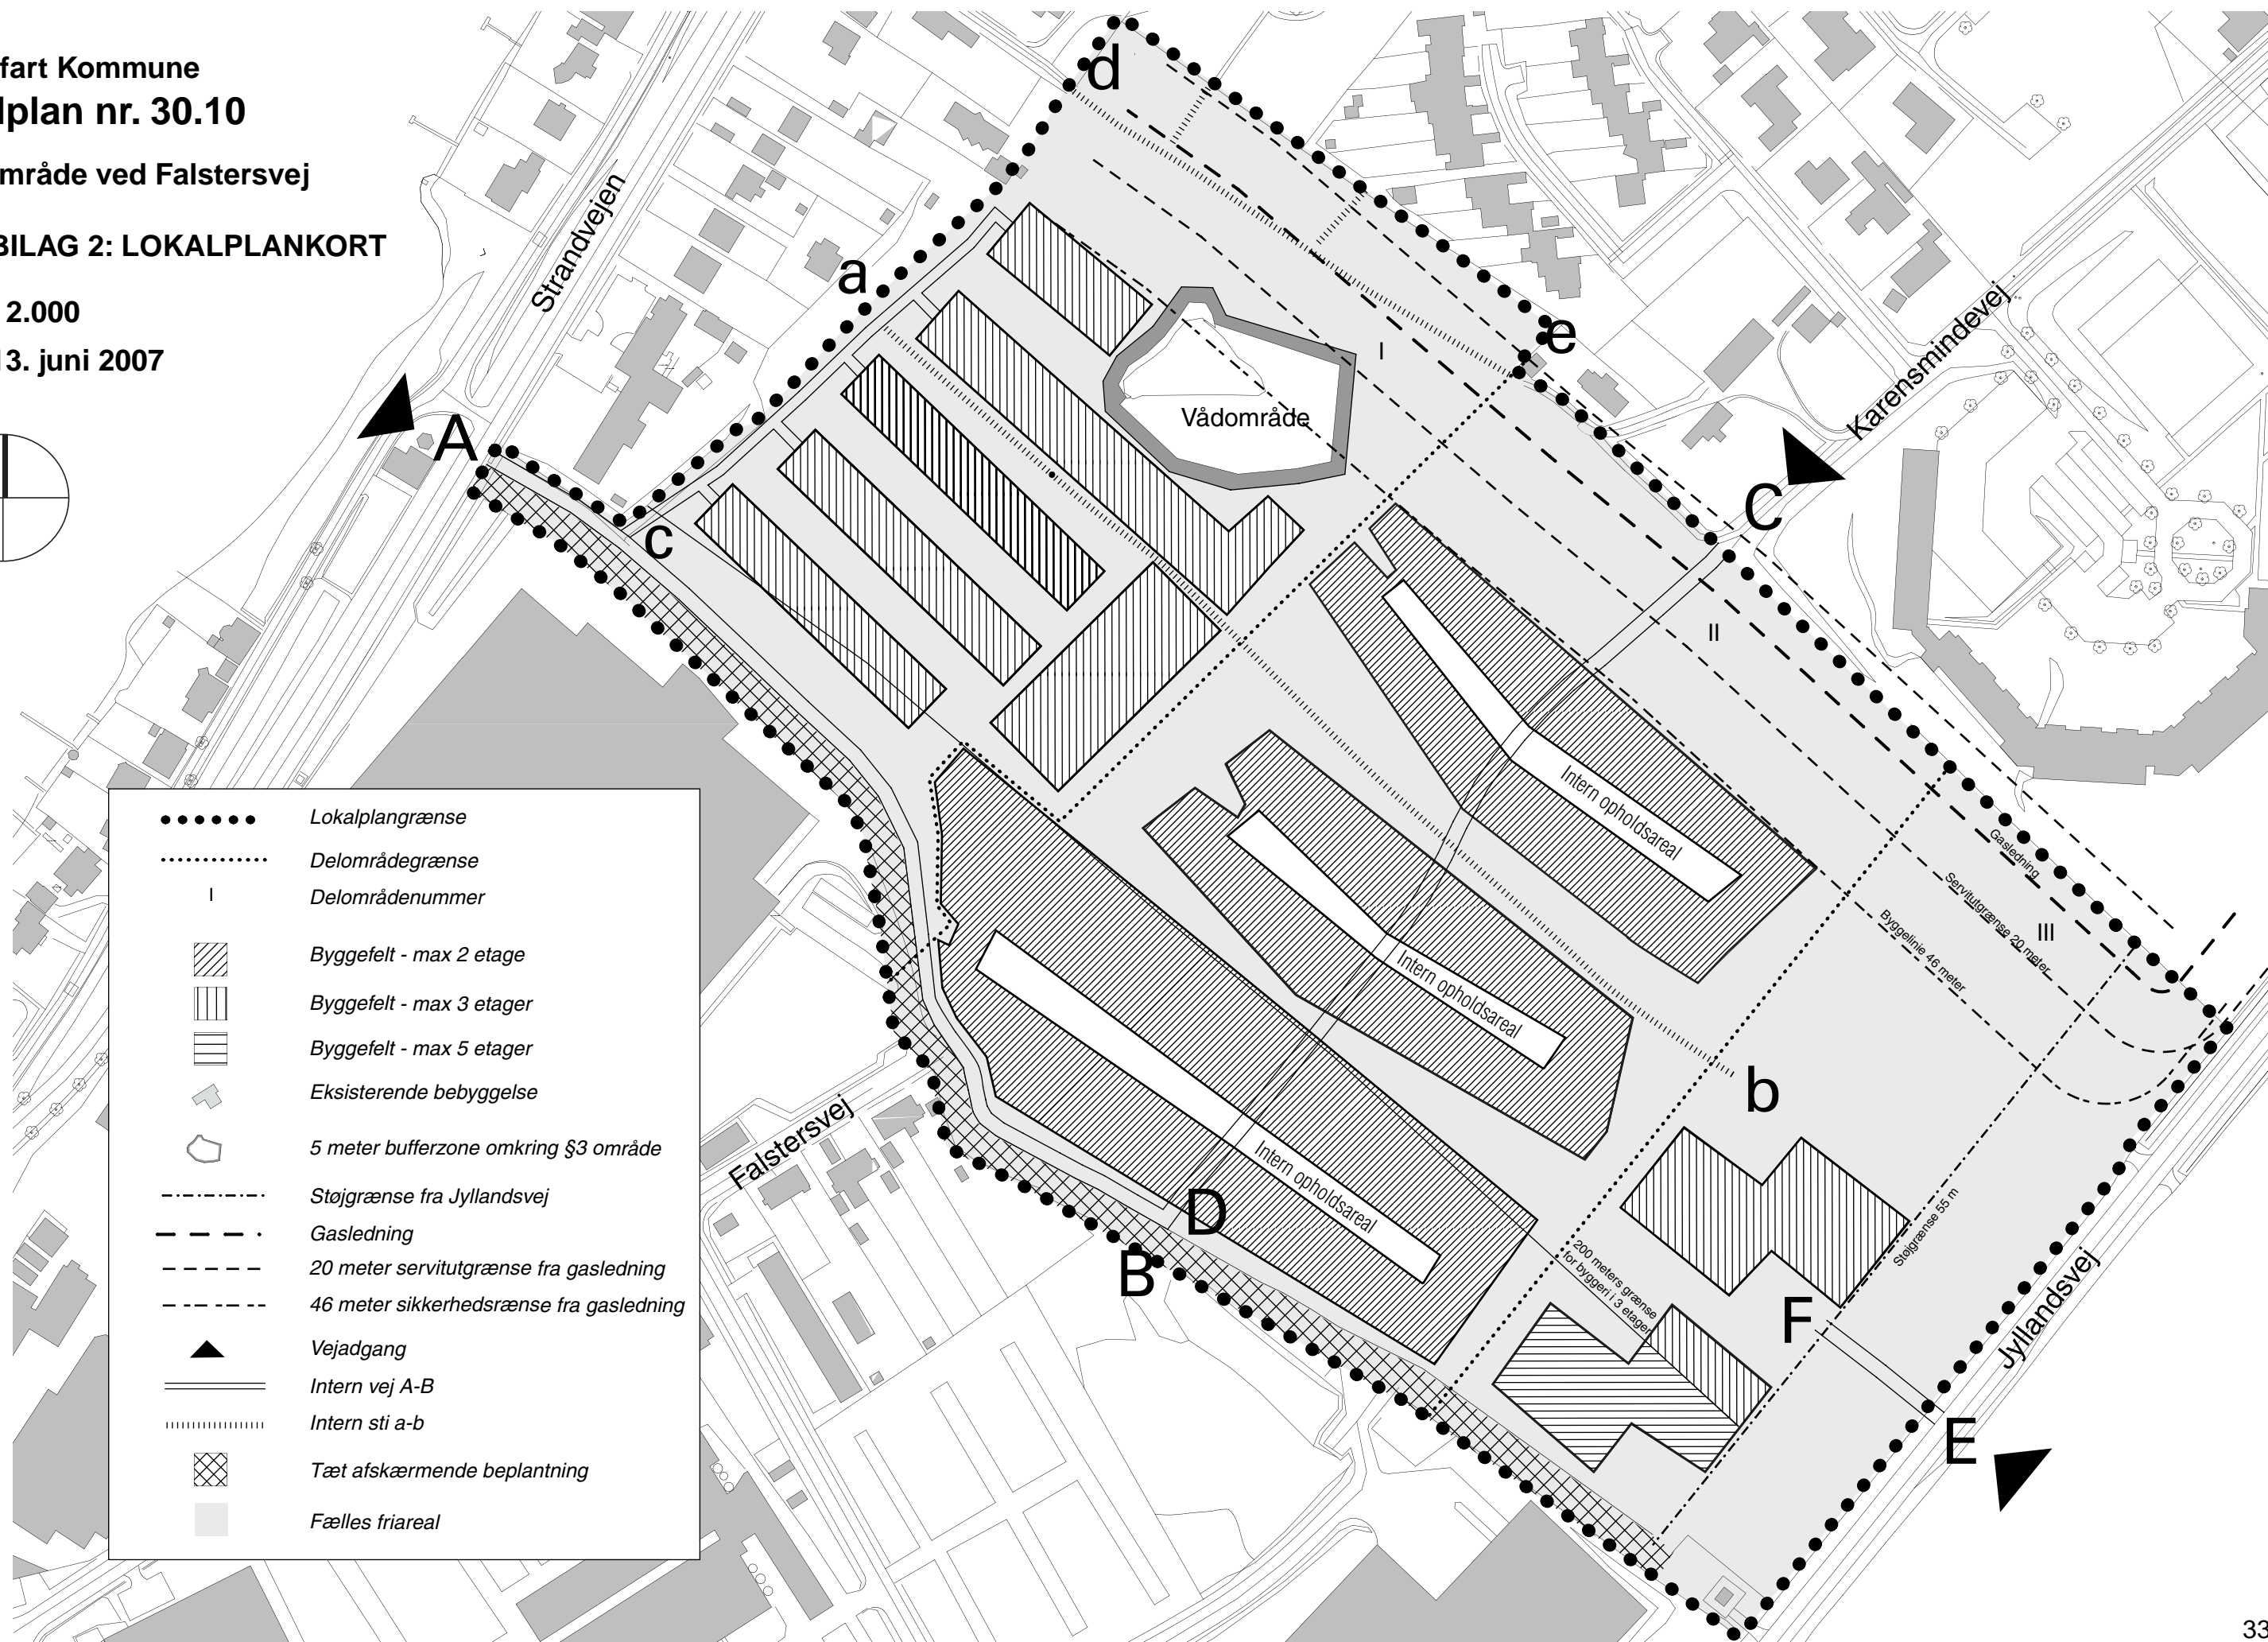 fart Kommune
lplan nr. 30.10
mråde ved Falstersvej
BILAG 2: LOKALPLANKORT
2.000
13. juni 2007
Strandvejen
d
a
e
I
Vådområde
Karensmindevej
A
C
c
II
Intern opholdsareal
Gasledning
Servitutgrænse 20 meter
III
Byggelinie 46 meter
Intern opholdsareal
b
Falstersvej
Intern opholdsareal
D
B
200 meters grænse
for byggeri i 3 etager
Støjgrænse 55 m
F
Jyllandsvej
E
Lokalplangrænse
Delområdegrænse
I
Delområdenummer
Byggefelt - max 2 etage
Byggefelt - max 3 etager
Byggefelt - max 5 etager
Eksisterende bebyggelse
5 meter bufferzone omkring §3 område
Støjgrænse fra Jyllandsvej
Gasledning
20 meter servitutgrænse fra gasledning
46 meter sikkerhedsrænse fra gasledning
Vejadgang
Intern vej A-B
Intern sti a-b
Tæt afskærmende beplantning
Fælles friareal
33